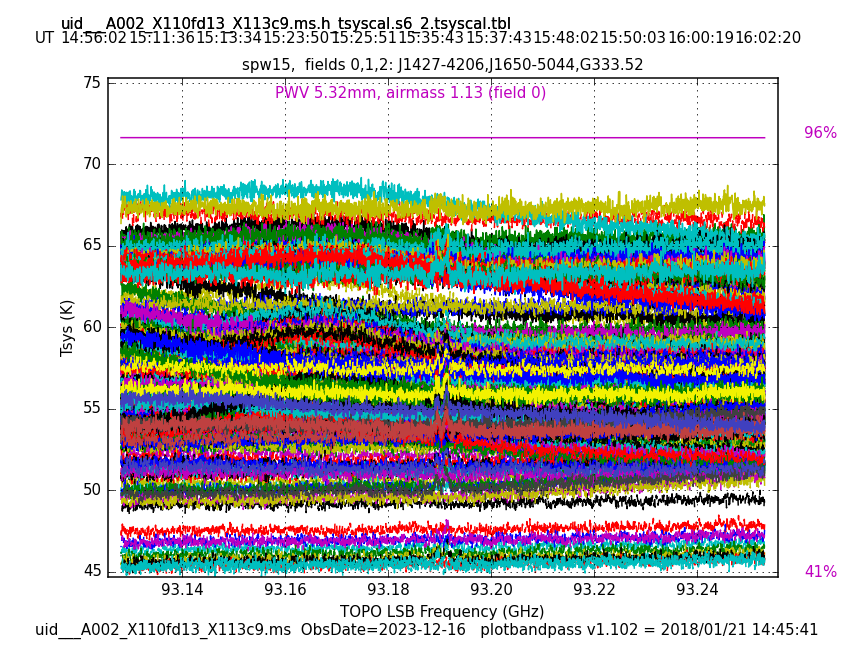 uid___A002_X110fd13_X113c9.ms.h_tsyscal.s6_2.tsyscal.tbl
UT 14:56:02 15:11:36 15:13:34 15:23:50 15:25:51 15:35:43 15:37:43 15:48:02 15:50:03 16:00:19 16:02:20
spw15,  fields 0,1,2: J1427-4206,J1650-5044,G333.52
PWV 5.32mm, airmass 1.13 (field 0)
75
96%
70
65
60
55
50
45
41%
Tsys (K)
93.14 93.16 93.18 93.20 93.22 93.24
TOPO LSB Frequency (GHz)
uid___A002_X110fd13_X113c9.ms  ObsDate=2023-12-16   plotbandpass v1.102 = 2018/01/21 14:45:41